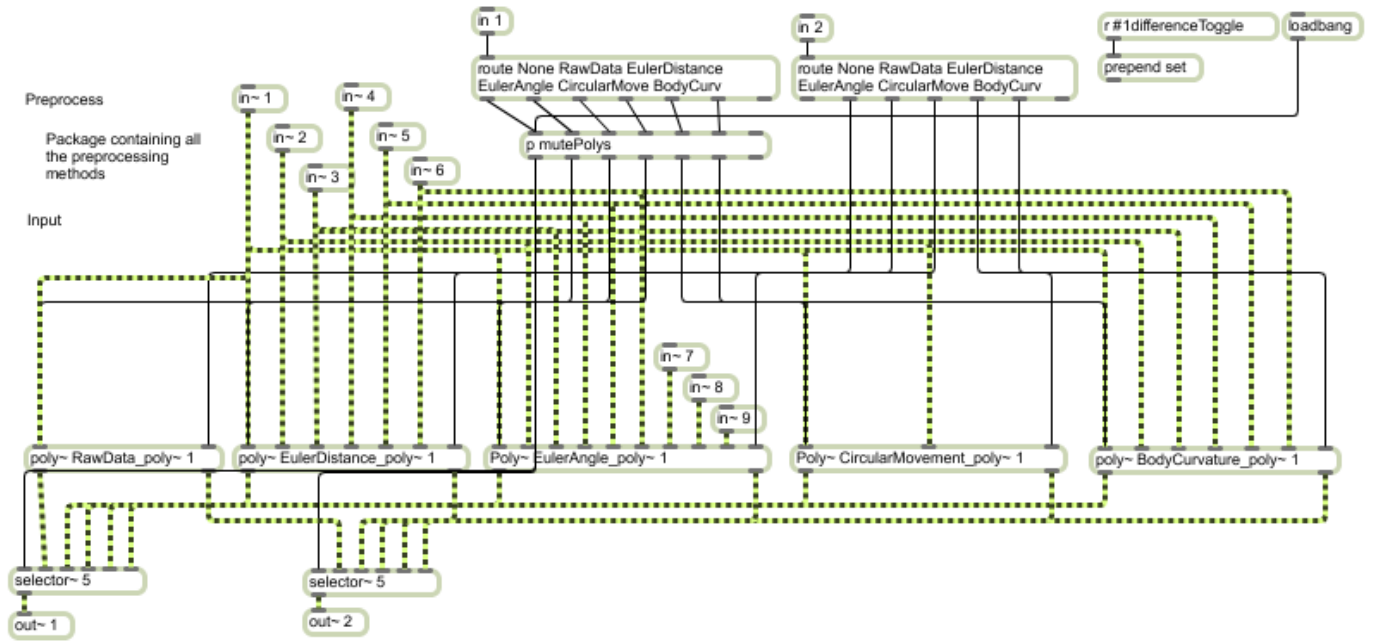 in 1
in 2
r #1differenceToggle
loadbang
route None RawData EulerDistance
EulerAngle CircularMove BodyCurv
route None RawData EulerDistance
EulerAngle CircularMove BodyCurv
prepend set
Preprocess
in~ 1
in~ 4
Package containing all
the preprocessing
methods
in~ 2
in~ 5
p mutePolys
in~ 3
in~ 6
Input
in~ 7
in~ 8
in~ 9
poly~ RawData_poly~ 1
poly~ EulerDistance_poly~ 1
Poly~ EulerAngle_poly~ 1
Poly~ CircularMovement_poly~ 1
poly~ BodyCurvature_poly~ 1
selector~ 5
selector~ 5
out~ 1
out~ 2